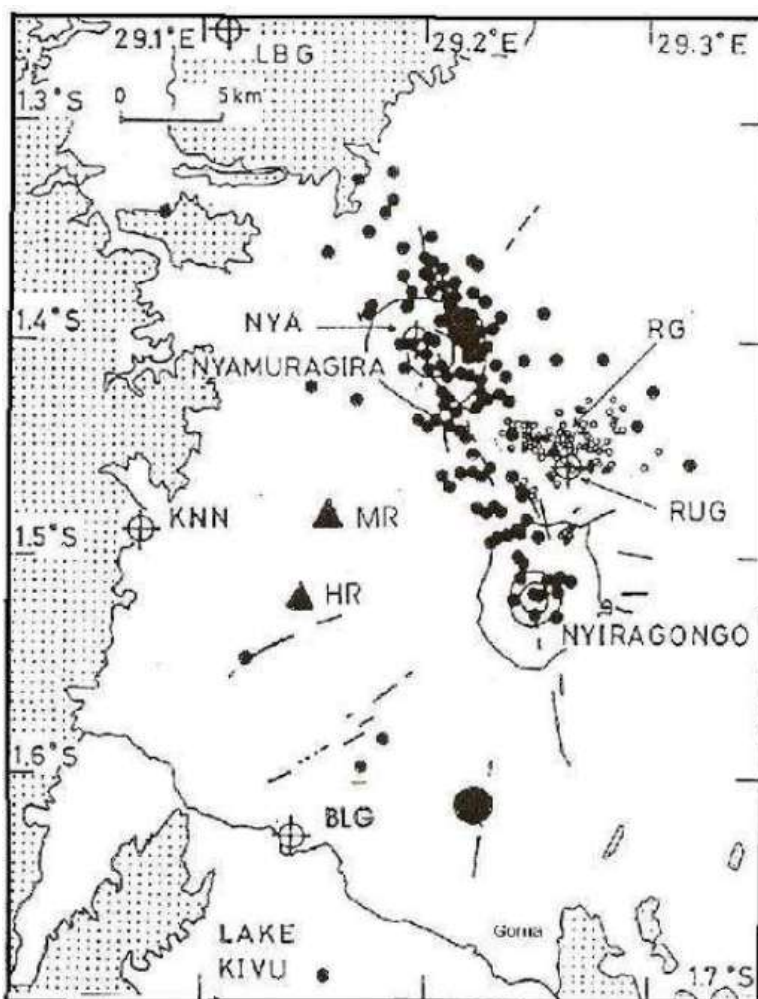 29.1°E
29.2°E
29.3°E
LBG
1.3°S
0 5km
1.4°S
NYA
RG
NYAMURAGIRA
KNN
MR
RUG
1.5°S
HR
NYIRAGONGO
1.6°S
BLG
Goma
LAKE
KIVU
1.7°S